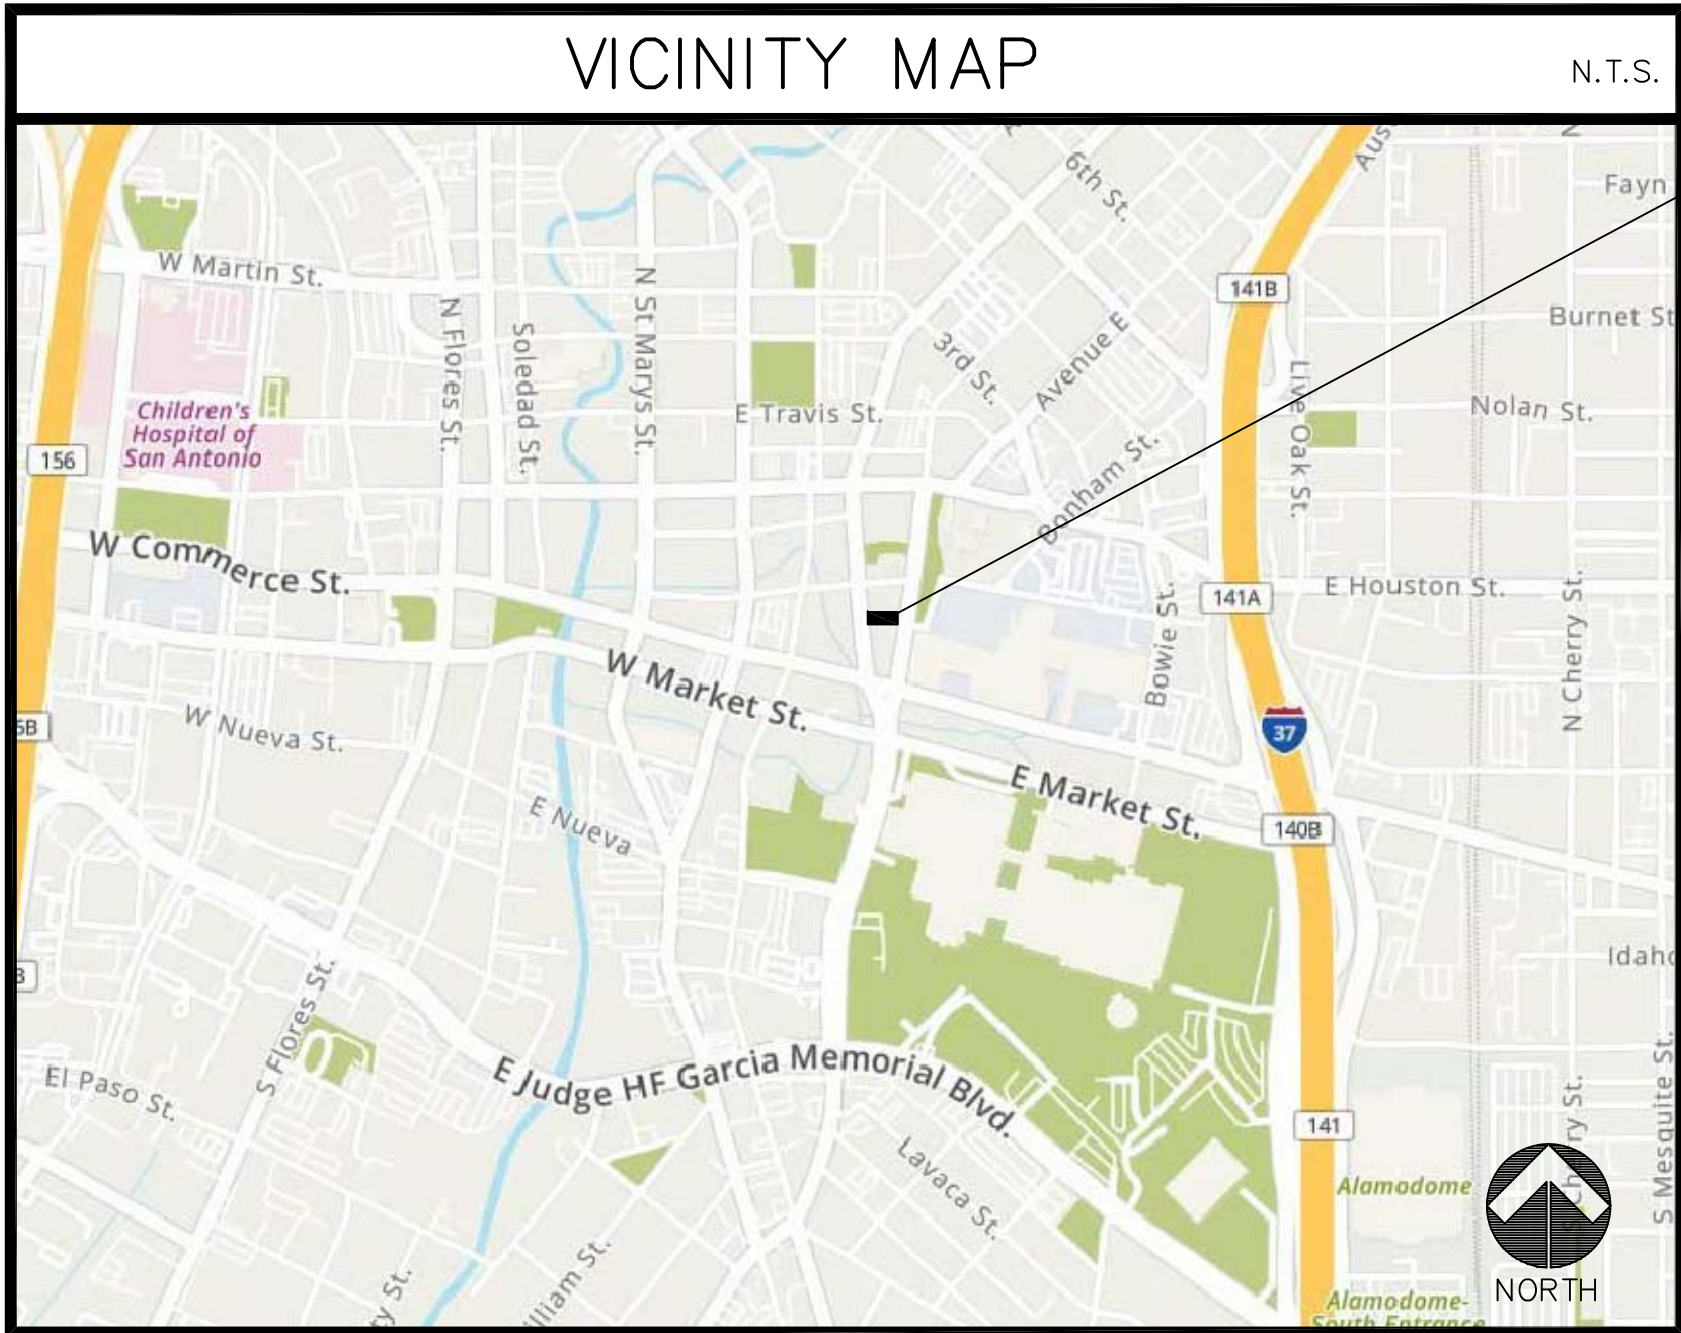 VICINITY MAP
N.T.S.
6th St.
Fayn
W Martin St.
141B
N Flores St.
N St Marys St.
Soledad St.
3rd St.
Avenue E
Burnet St
Live Oak St.
Children's
Hospital of
San Antonio
E Travis St.
Nolan St.
156
Bonham St.
W Commerce St.
141A
E Houston St.
Bowie St.
N Cherry St.
W Market St.
W Nueva St.
37
E Market St.
E Nueva
140B
Idaho
S Flores St.
El Paso St.
E Judge HF Garcia Memorial Blvd.
Lavaca St.
141
S Mesquite St.
Alamodome
NORTH
Alamodome-
South Entrance